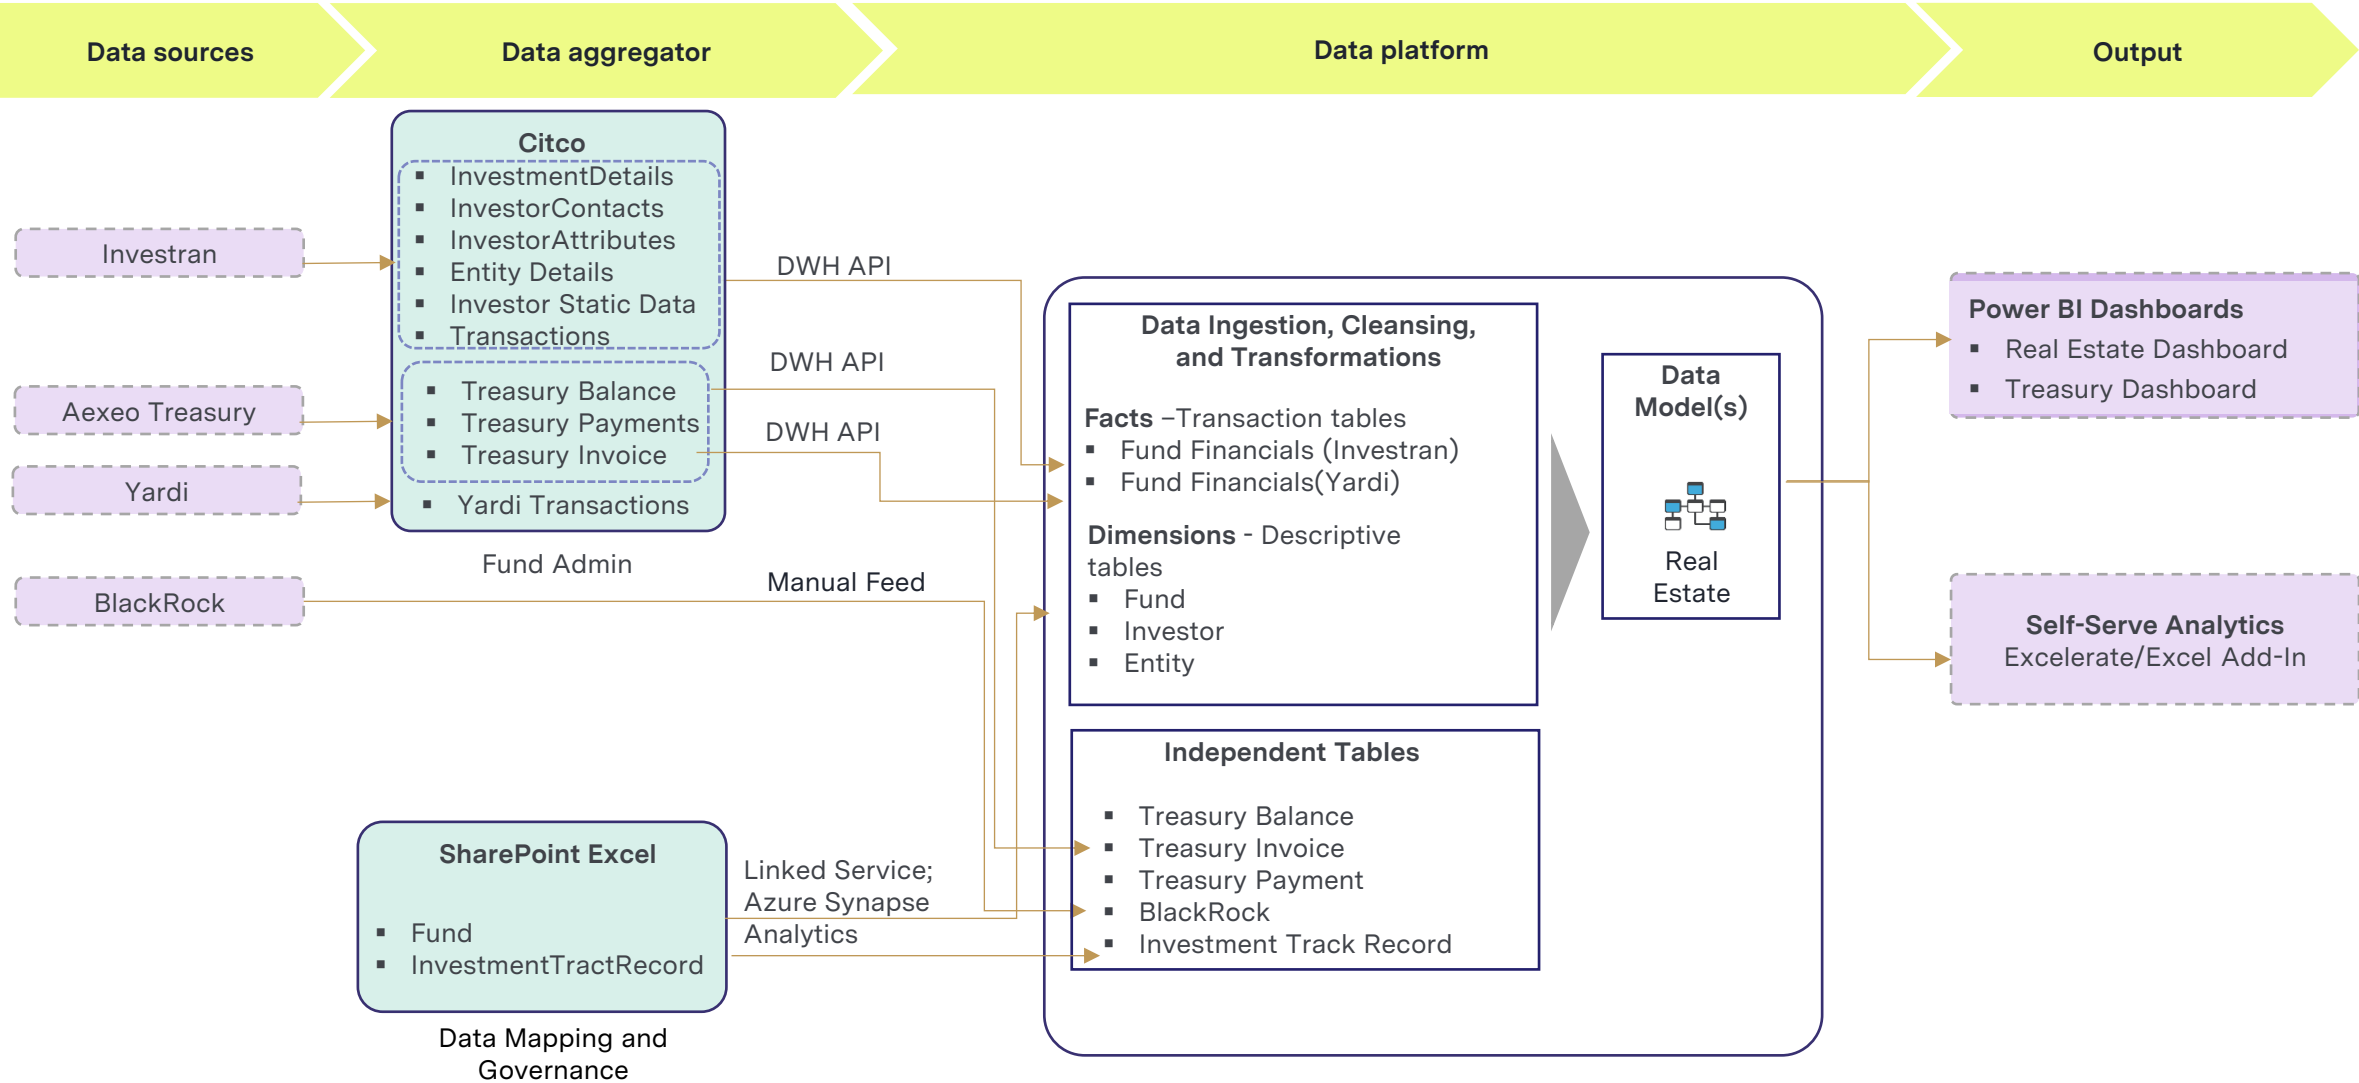 Data sources
Data aggregator
Data platform
Output
Citco
▪ InvestmentDetails
▪ InvestorContacts
▪ InvestorAttributes
▪ Entity Details
▪ Investor Static Data
▪ Transactions
▪ Treasury Balance
▪ Treasury Payments
▪ Treasury Invoice
▪ Yardi Transactions
Fund Admin
Investran
Aexeo Treasury
Yardi
BlackRock
DWH API
DWH API
DWH API
Manual Feed
SharePoint Excel
▪ Fund
▪ InvestmentTractRecord
Data Mapping and
Governance
Linked Service;
Azure Synapse
Analytics
Data Ingestion, Cleansing,
and Transformations
Facts –Transaction tables
▪ Fund Financials (Investran)
▪ Fund Financials(Yardi)
Dimensions - Descriptive
tables
▪ Fund
▪ Investor
▪ Entity
Independent Tables
▪ Treasury Balance
▪ Treasury Invoice
▪ Treasury Payment
▪ BlackRock
▪ Investment Track Record
Data
Model(s)
Real
Estate
Power BI Dashboards
▪ Real Estate Dashboard
▪ Treasury Dashboard
Self-Serve Analytics
Excelerate/Excel Add-In